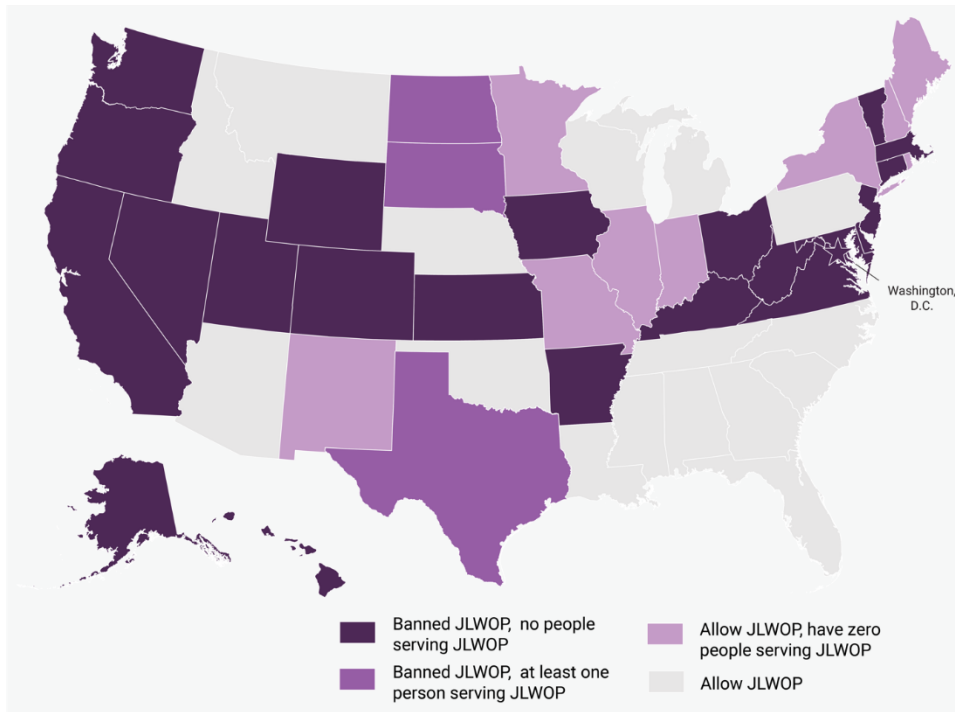 Washington,
D.C.
Banned JLWOP, no people
serving JLWOP
Banned JLWOP, at least one
person serving JLWOP
Allow JLWOP, have zero
people serving JLWOP
Allow JLWOP